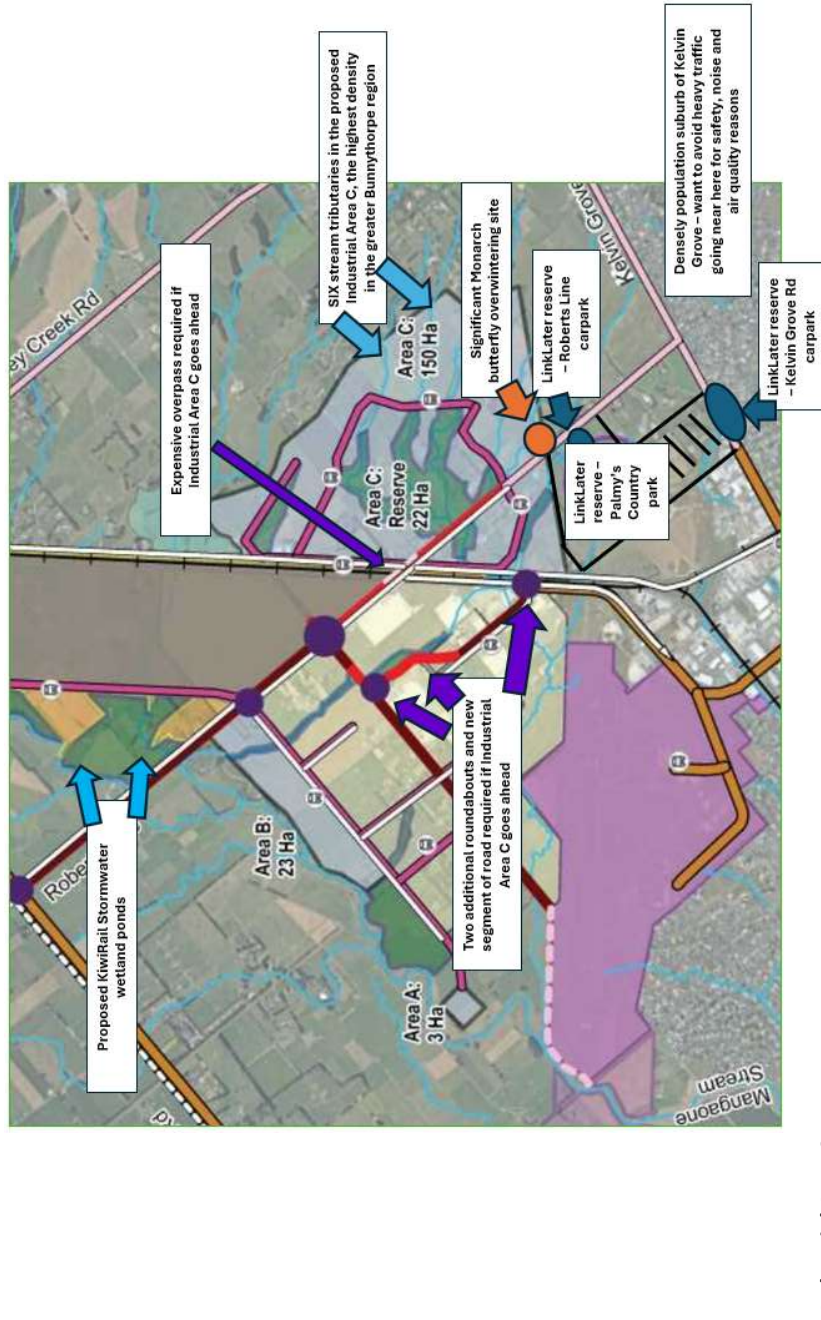 ey Creek Rd
Expensive overpass required if
Industrial Area C goes ahead
SIX stream tributaries in the proposed
Industrial Area C, the highest density
in the greater Bunnythorpe region
Proposed KiwiRail Stormwater
wetland ponds
Area C:
150 Ha
Area C:
Reserve
22 Ha
Significant Monarch
butterfly overwintering site
LinkLater reserve
– Roberts Line
carpark
Kelvin Grove
Densely population suburb of Kelvin
Grove – want to avoid heavy traffic
going near here for safety, noise and
air quality reasons
LinkLater reserve
– Kelvin Grove Rd
carpark
LinkLater
reserve –
Palmy's
Country
park
Two additional roundabouts and new
segment of road required if Industrial
Area C goes ahead
Area B:
23 Ha
Area A:
3 Ha
Rober
Rd
Mangaone
Stream